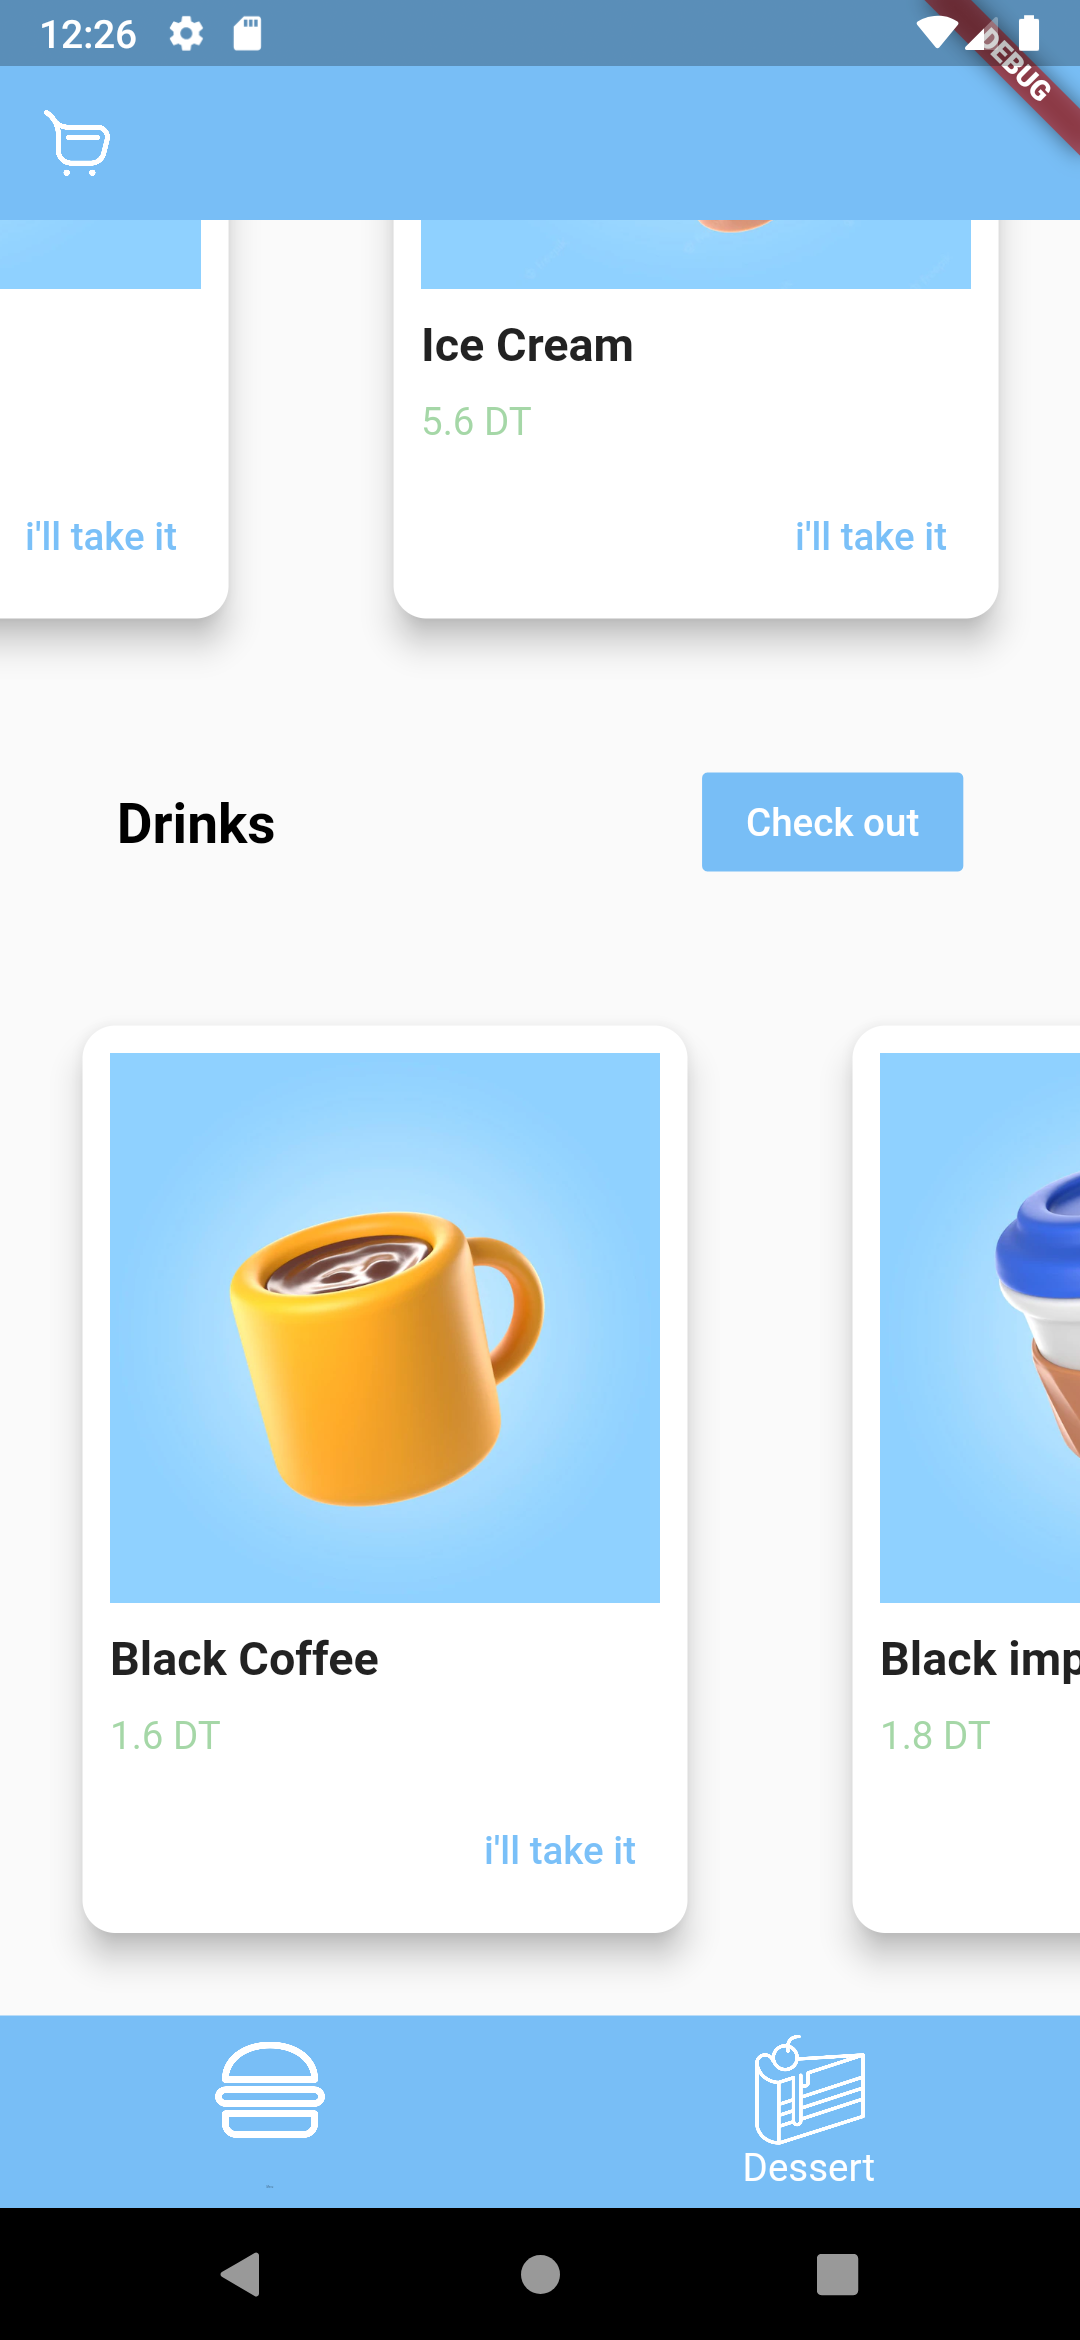 12:26
DEBUG
Ice Cream
5.6 DT
i'll take it
i'll take it
Drinks
Check out
Black Coffee
Black imp
1.6 DT
1.8 DT
i'll take it
Dessert